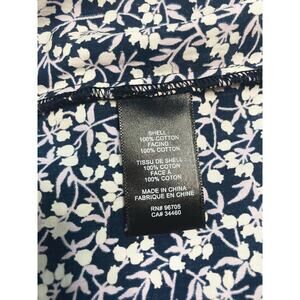 SHELL
100% COTTON
FACING
100% COTTON
TISSU DE SHELL
100% COTON
FACE A
100% COTON
MADE IN CHINA
FABRIQUE EN CHINE
RN# 96705
CA# 34460